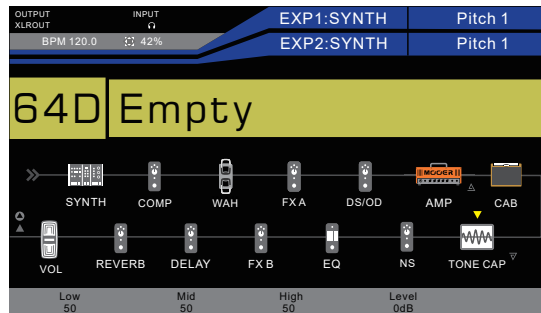 OUTPUT INPUT EXP1:SYNTH Pitch 1
XLROUT
BPM 120.0 42% EXP2:SYNTH Pitch 1
64D Empty
MOOER
SYNTH COMP WAH FX A DS/OD AMP CAB
VOL REVERB DELAY FX B EQ NS TONE CAP
Low Mid High Level
50 50 50 0dB